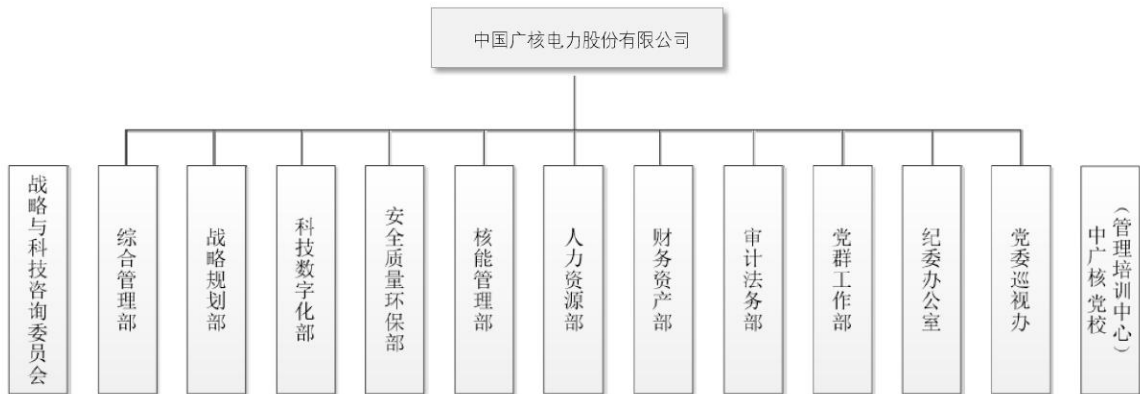 中国广核电力股份有限公司
战略与科技咨询委员会
综合管理部
战略规划部
科技数字化部
安全质量环保部
核能管理部
人力资源部
财务资产部
审计法务部
党群工作部
纪委办公室
党委巡视办
中广核党校
（管理培训中心）